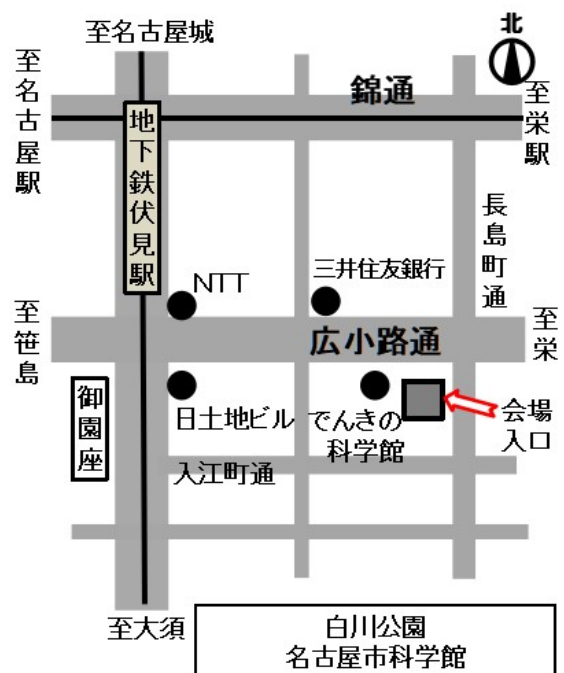 至名古屋城
北
至名古屋駅
錦通
至栄駅
地下鉄伏見駅
長島町通
三井住友銀行
NTT
至笹島
広小路通
至栄
御園座
日土地ビル
でんきの
科学館
会場
入口
入江町通
至大須
白川公園
名古屋市科学館